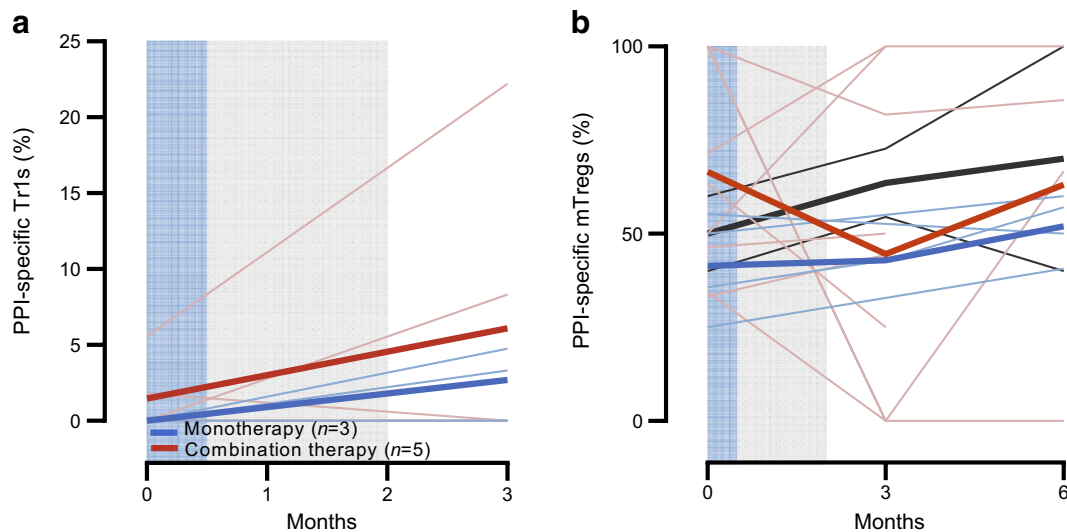 a
25
20
15
10
5
0
PPI-specific Tr1s (%)
Monotherapy (n=3)
Combination therapy (n=5)
0 1 2 3
Months
b
100
50
0
PPI-specific mTregs (%)
0 3 6
Months